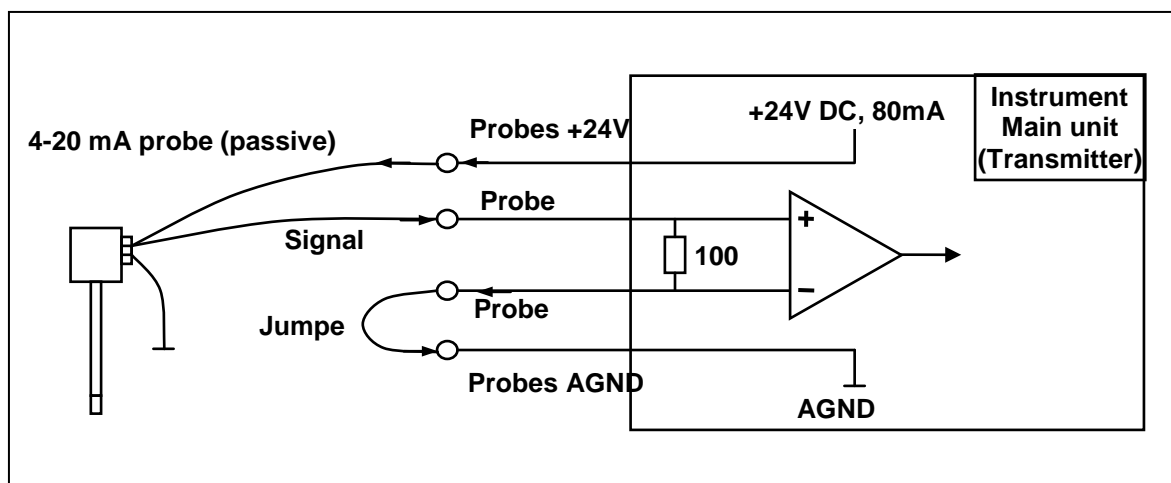 Instrument
Main unit
(Transmitter)
+24V DC, 80mA
Probes +24V
4-20 mA probe (passive)
Probe
+
Signal
100
–
Probe
Jumpe
Probes AGND
AGND